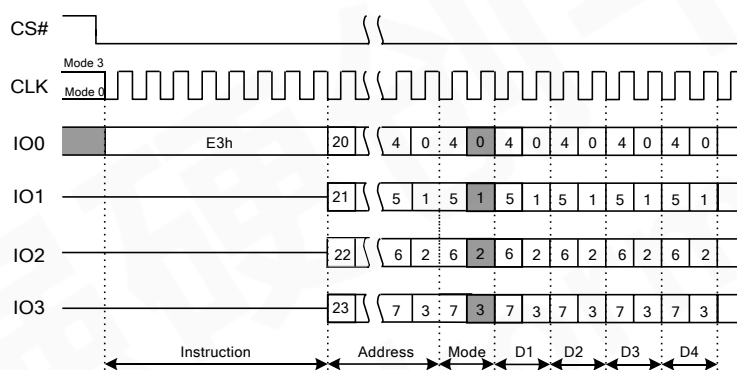 CS#
Mode 3
CLK
Mode 0
IO0 E3h 20 4 0 4 0 4 0 4 0 4 0 4 0
IO1 21 5 1 5 1 5 1 5 1 5 1 5 1
IO2 22 6 2 6 2 6 2 6 2 6 2 6 2
IO3 23 7 3 7 3 7 3 7 3 7 3 7 3
Instruction Address Mode D1 D2 D3 D4